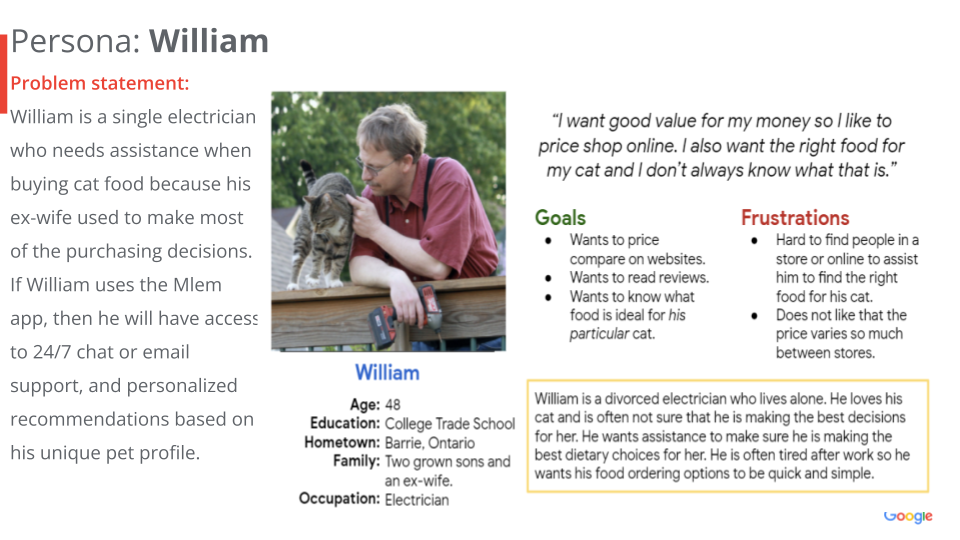 Persona: William
Problem statement:
William is a single electrician
who needs assistance when
buying cat food because his
ex-wife used to make most
of the purchasing decisions.
If William uses the Mlem
app, then he will have access
to 24/7 chat or email
support, and personalized
recommendations based on
his unique pet profile.
William
Age: 48
Education: College Trade School
Hometown: Barrie, Ontario
Family: Two grown sons and
an ex-wife.
Occupation: Electrician
“I want good value for my money so I like to
price shop online. I also want the right food for
my cat and I don’t always know what that is.”
Goals
● Wants to price
compare on websites.
● Wants to read reviews.
● Wants to know what
food is ideal for his
particular cat.
Frustrations
● Hard to find people in a
store or online to assist
him to find the right
food for his cat.
● Does not like that the
price varies so much
between stores.
William is a divorced electrician who lives alone. He loves his
cat and is often not sure that he is making the best decisions
for her. He wants assistance to make sure he is making the
best dietary choices for her. He is often tired after work so he
wants his food ordering options to be quick and simple.
Google